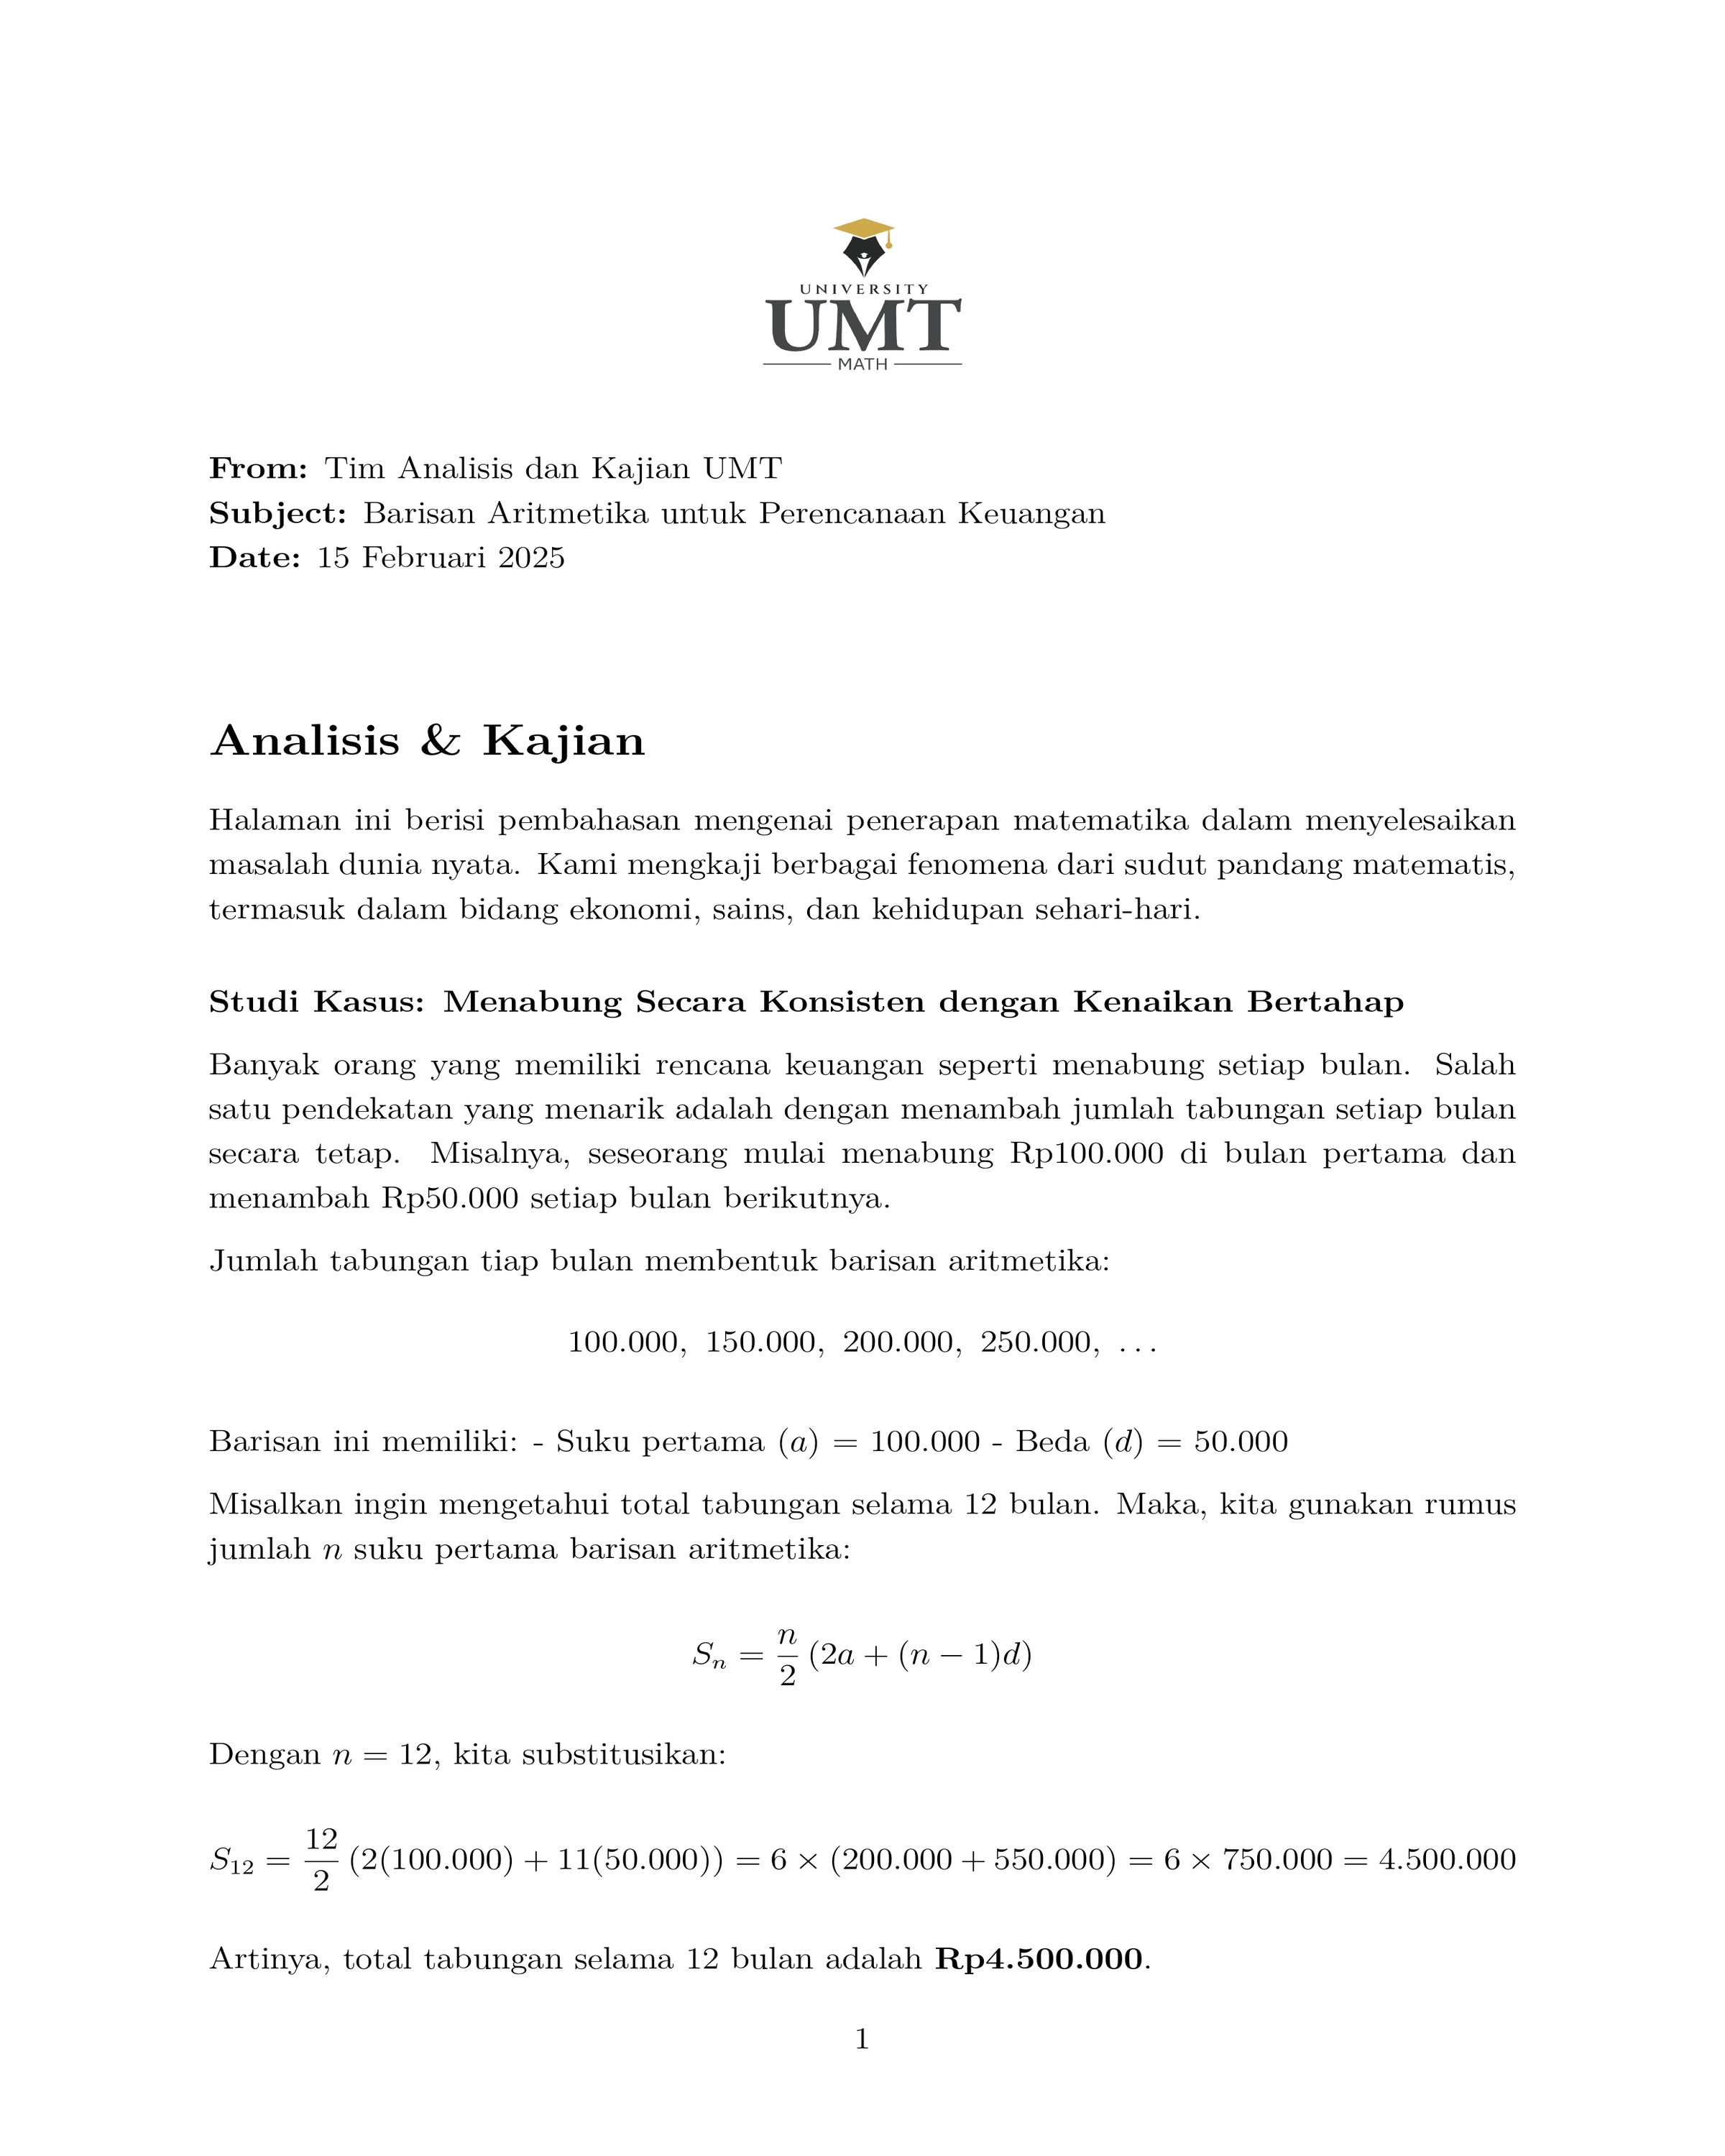 UNIVERSITY
UMT
MATH
From: Tim Analisis dan Kajian UMT
Subject: Barisan Aritmetika untuk Perencanaan Keuangan
Date: 15 Februari 2025
Analisis & Kajian
Halaman ini berisi pembahasan mengenai penerapan matematika dalam menyelesaikan
masalah dunia nyata. Kami mengkaji berbagai fenomena dari sudut pandang matematis,
termasuk dalam bidang ekonomi, sains, dan kehidupan sehari-hari.
Studi Kasus: Menabung Secara Konsisten dengan Kenaikan Bertahap
Banyak orang yang memiliki rencana keuangan seperti menabung setiap bulan. Salah
satu pendekatan yang menarik adalah dengan menambah jumlah tabungan setiap bulan
secara tetap. Misalnya, seseorang mulai menabung Rp100.000 di bulan pertama dan
menambah Rp50.000 setiap bulan berikutnya.
Jumlah tabungan tiap bulan membentuk barisan aritmetika:
100.000, 150.000, 200.000, 250.000, ...
Barisan ini memiliki: - Suku pertama (a) = 100.000 - Beda (d) = 50.000
Misalkan ingin mengetahui total tabungan selama 12 bulan. Maka, kita gunakan rumus
jumlah n suku pertama barisan aritmetika:
Sₙ = n/2 (2a + (n − 1)d)
Dengan n = 12, kita substitusikan:
S₁₂ = 12/2 (2(100.000) + 11(50.000)) = 6 × (200.000 + 550.000) = 6 × 750.000 = 4.500.000
Artinya, total tabungan selama 12 bulan adalah Rp4.500.000.
1